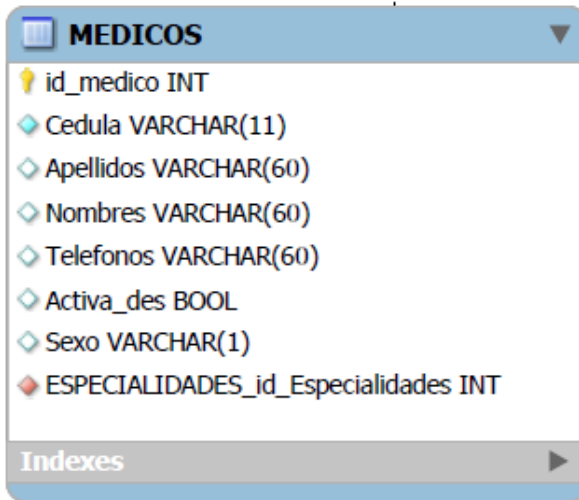 MEDICOS
id_medico INT
Cedula VARCHAR(11)
Apellidos VARCHAR(60)
Nombres VARCHAR(60)
Telefonos VARCHAR(60)
Activa_des BOOL
Sexo VARCHAR(1)
ESPECIALIDADES_id_Especialidades INT
Indexes